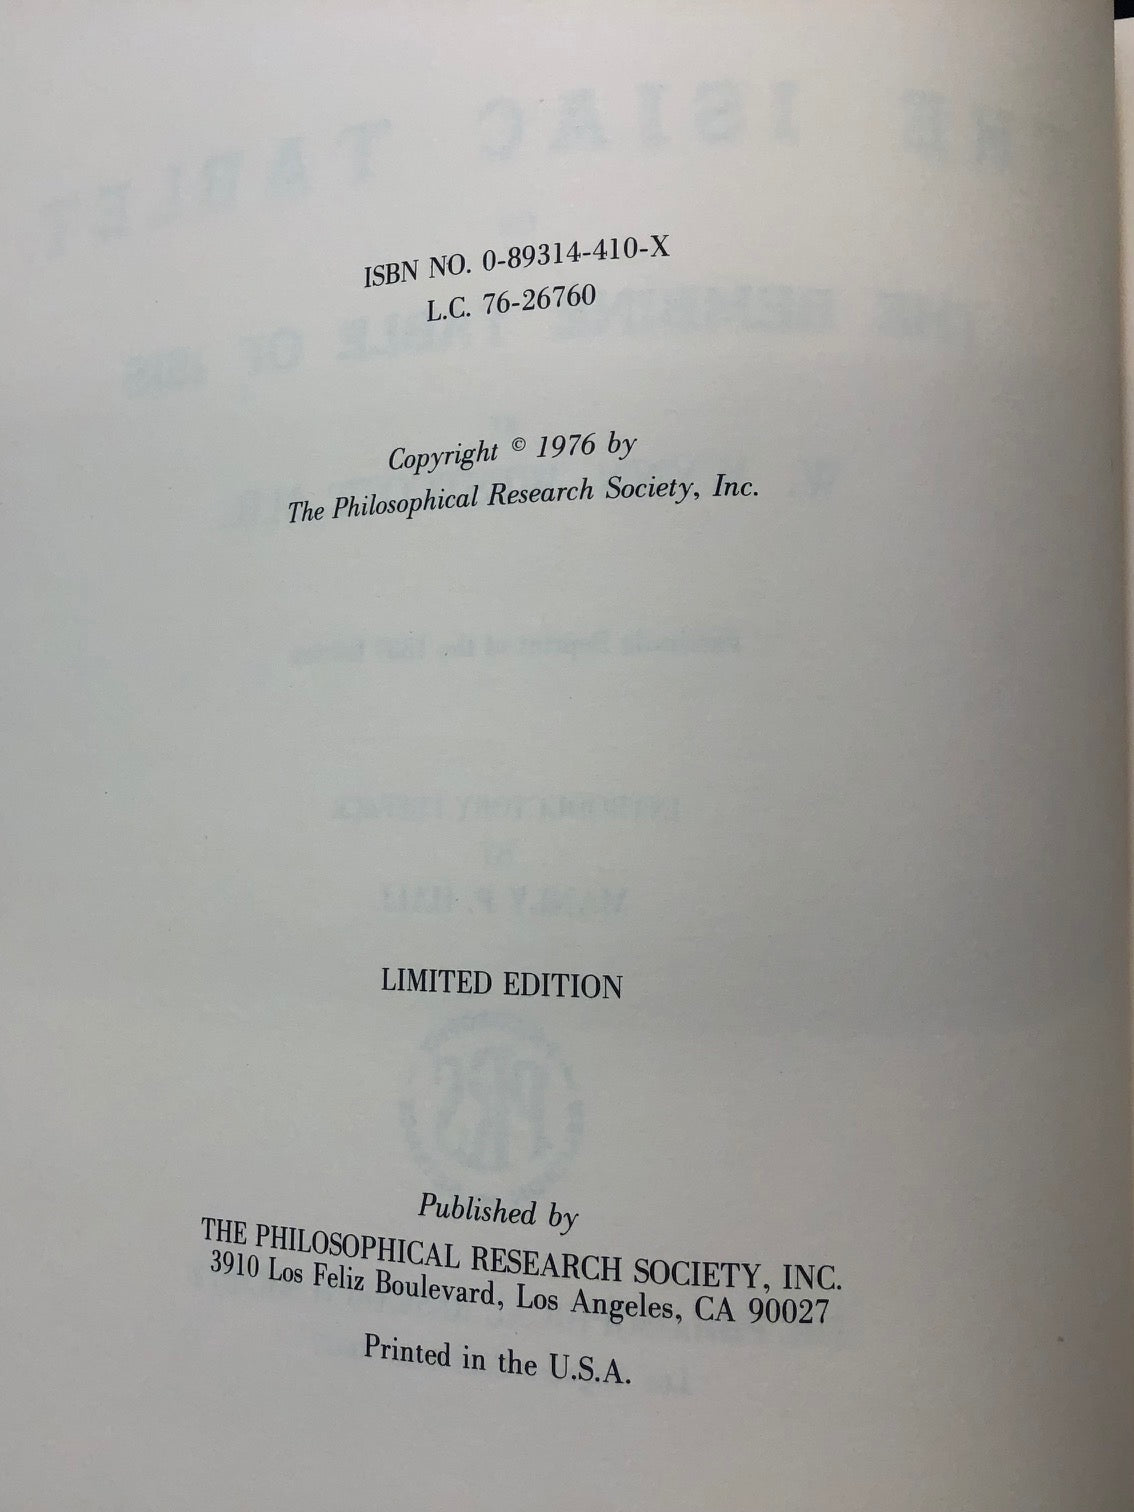 ISBN NO. 0-89314-410-X
L.C. 76-26760
Copyright © 1976 by
The Philosophical Research Society, Inc.
LIMITED EDITION
Published by
THE PHILOSOPHICAL RESEARCH SOCIETY, INC.
3910 Los Feliz Boulevard, Los Angeles, CA 90027
Printed in the U.S.A.